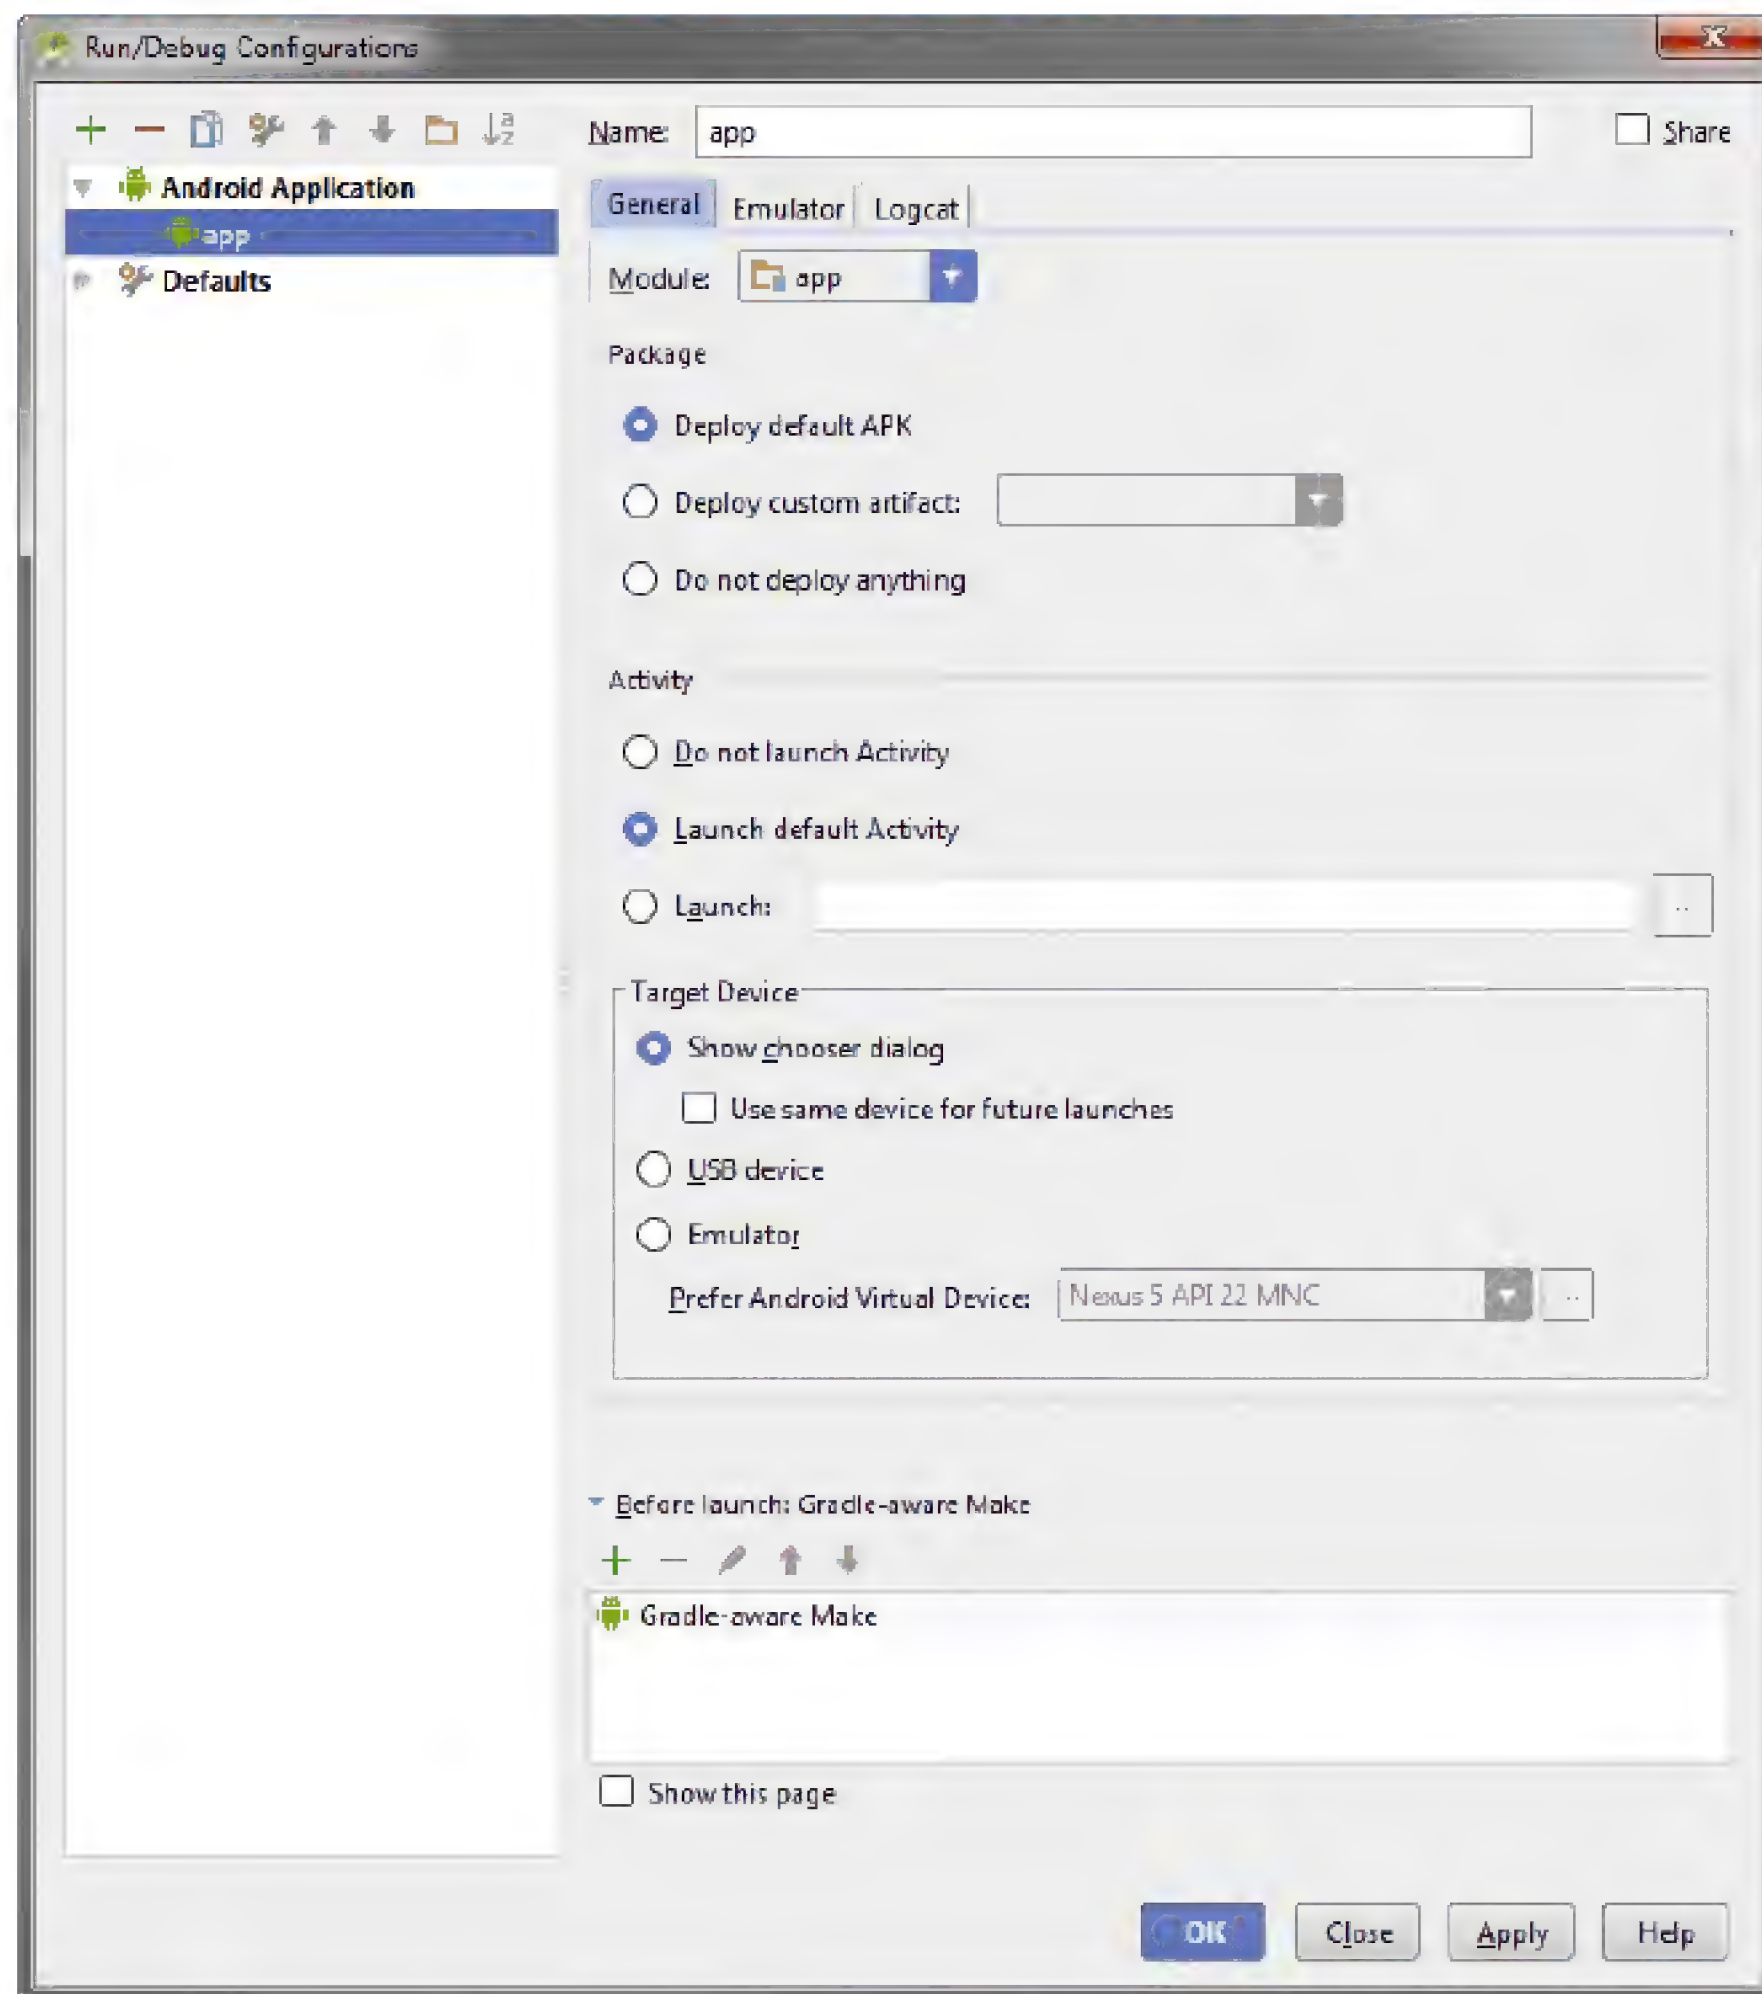 Run/Debug Configurations
Name: app
Share
Android Application
app
Defaults
General Emulator Logcat
Module: app
Package
Deploy default APK
Deploy custom artifact:
Do not deploy anything
Activity
Do not launch Activity
Launch default Activity
Launch:
Target Device
Show chooser dialog
Use same device for future launches
USB device
Emulator
Prefer Android Virtual Device: Nexus 5 API 22 MNC
Before launch: Gradle-aware Make
Gradle-aware Make
Show this page
OK Close Apply Help